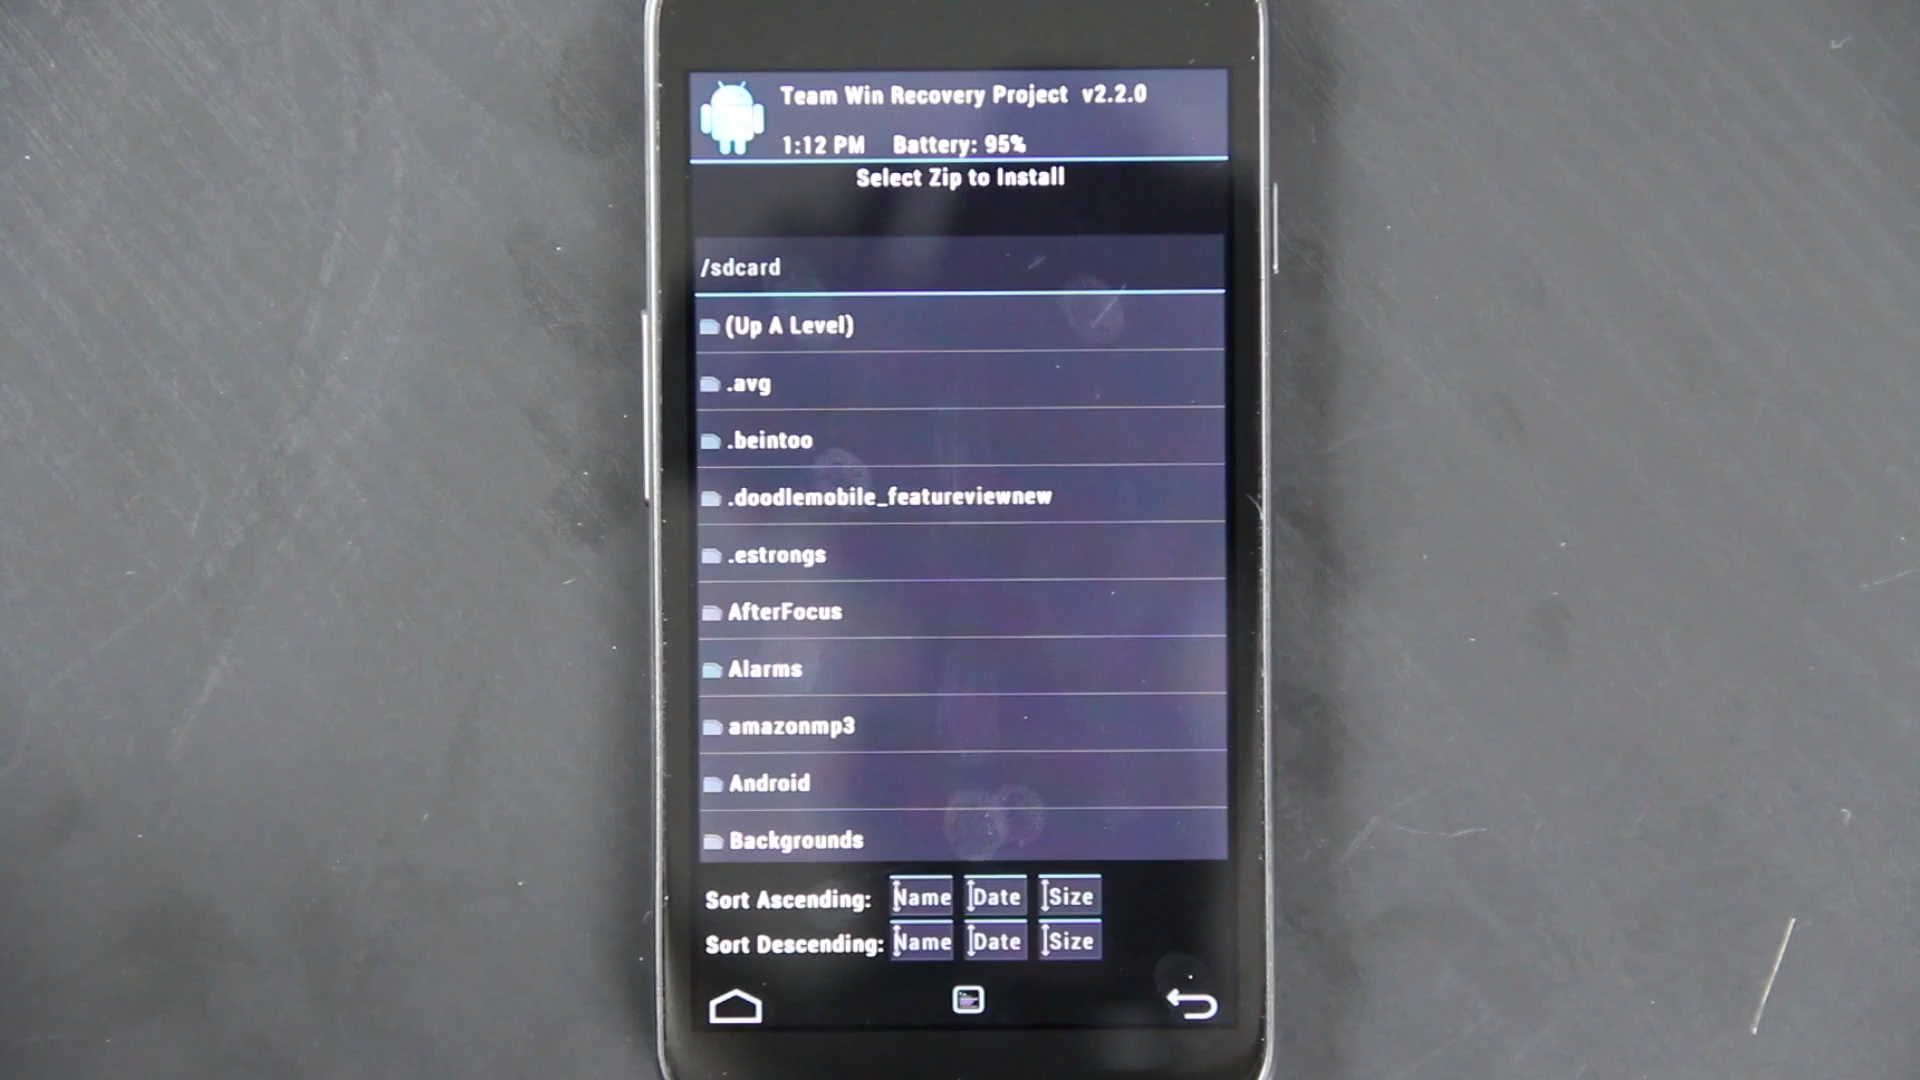 Team Win Recovery Project v2.2.0
1:12 PM Battery: 95%
Select Zip to Install
/sdcard
(Up A Level)
.avg
.beintoo
.doodlemobile_featureviewnew
.estrongs
AfterFocus
Alarms
amazonmp3
Android
Backgrounds
Sort Ascending: Name Date Size
Sort Descending: Name Date Size